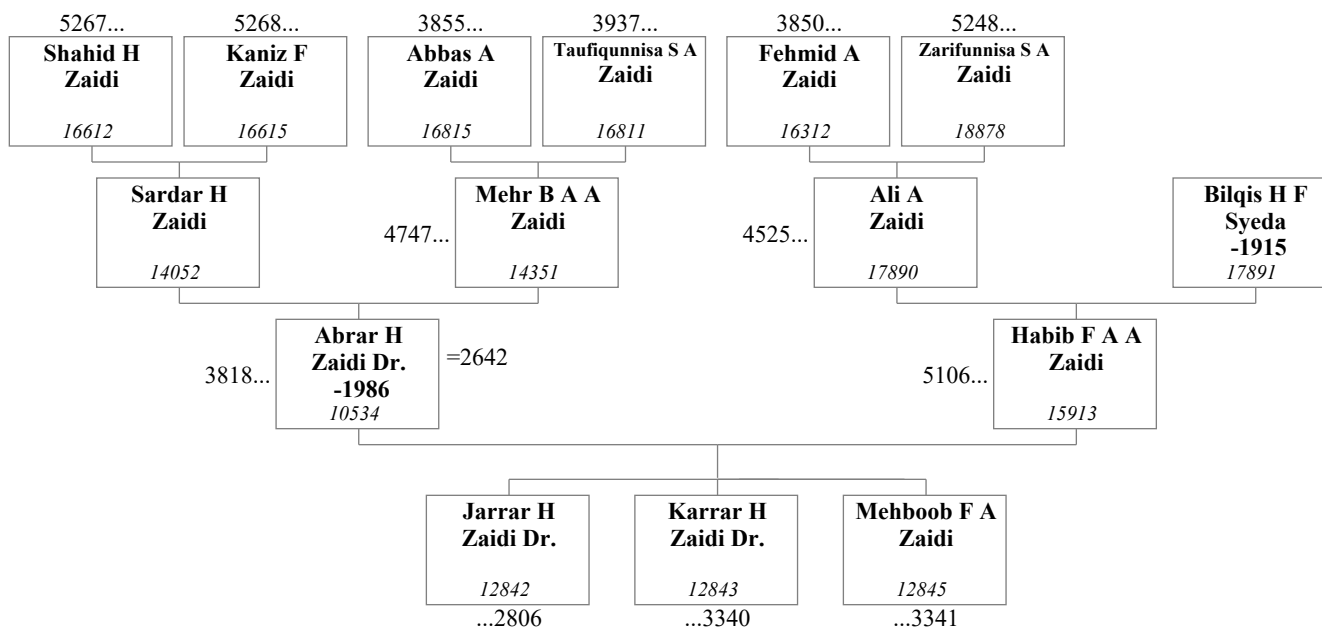 5267... 5268... 3855... 3937... 3850... 5248...
Shahid H Kaniz F Abbas A Taufiqunnisa S A Fehmid A Zarifunnisa S A
Zaidi Zaidi Zaidi Zaidi Zaidi Zaidi
16612 16615 16815 16811 16312 18878
Sardar H Mehr B A A Ali A Bilqis H F
Zaidi Zaidi Zaidi Syeda
4747... 4525... -1915
14052 14351 17890 17891
Abrar H Habib F A A
Zaidi Dr. =2642 Zaidi
3818... -1986 5106...
10534 15913
Jarrar H Karrar H Mehboob F A
Zaidi Dr. Zaidi Dr. Zaidi
12842 12843 12845
...2806 ...3340 ...3341